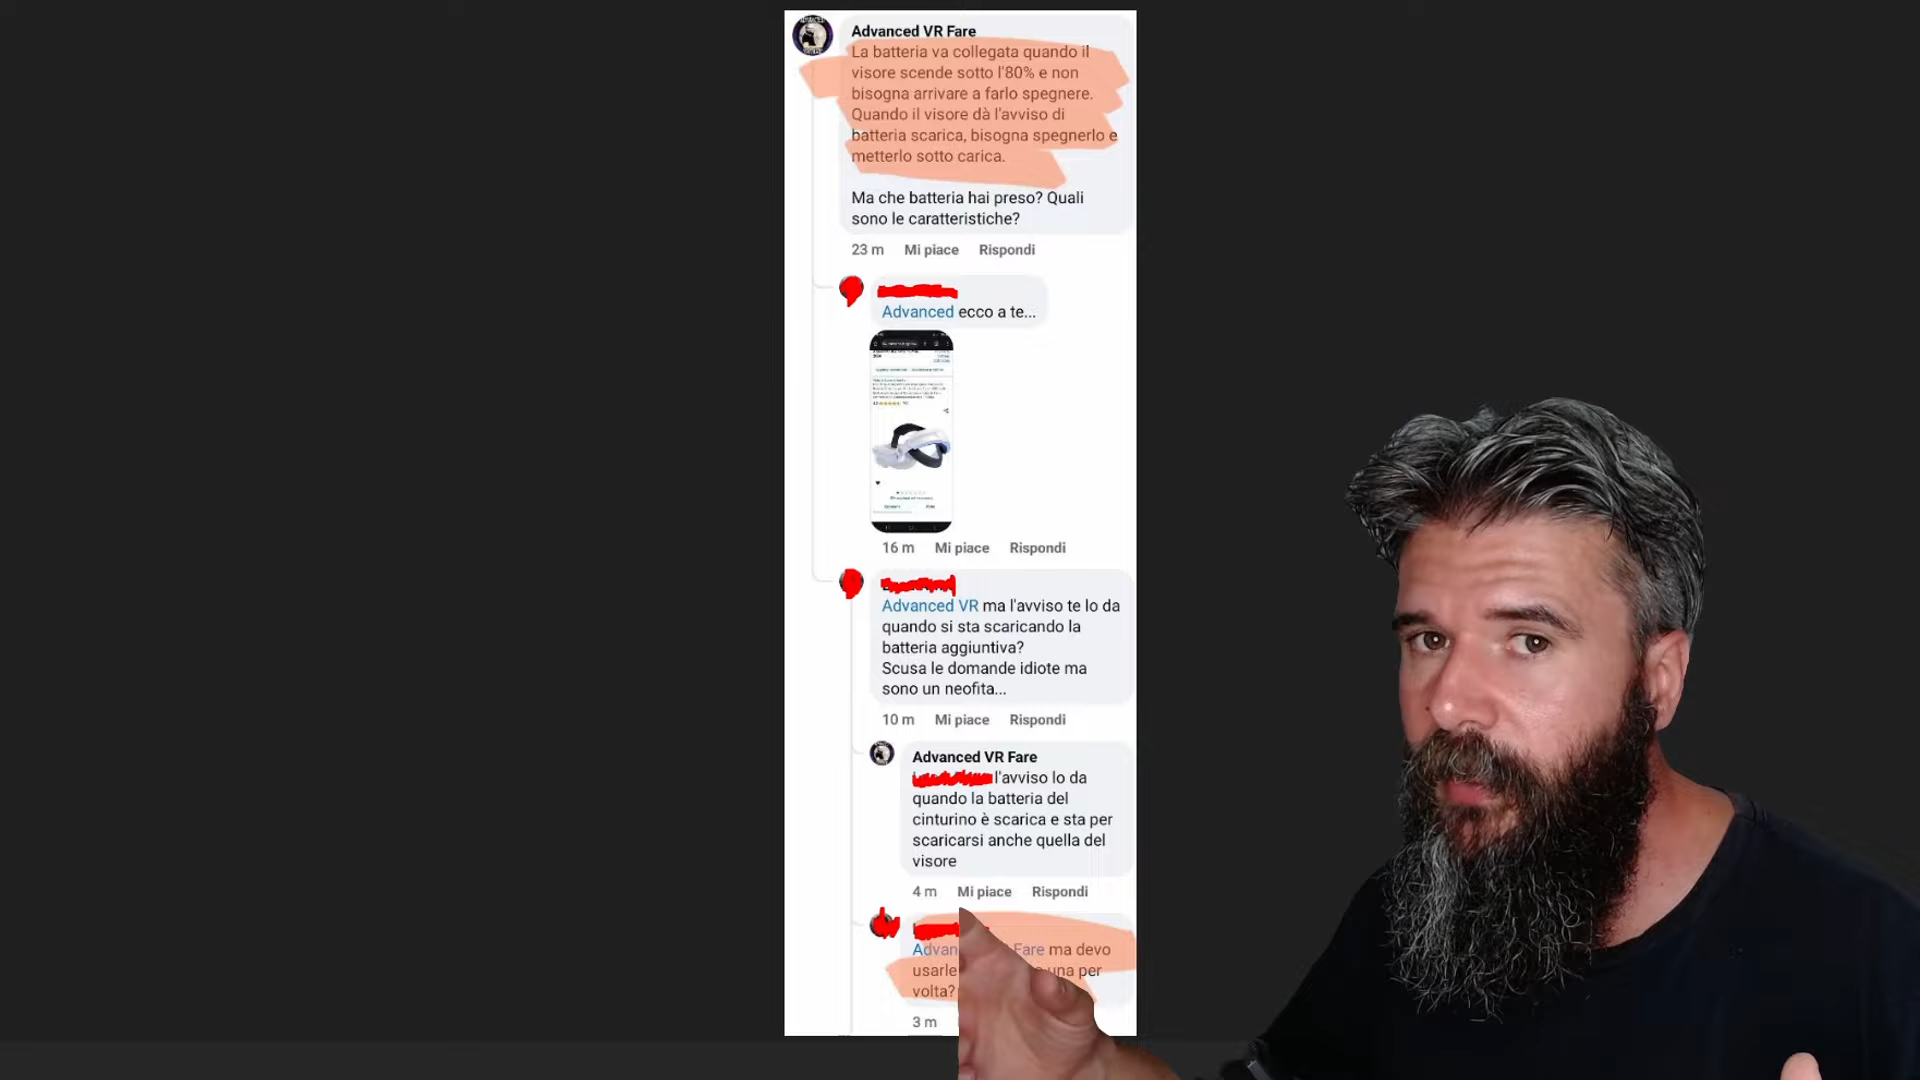 Advanced VR Fare
La batteria va collegata quando il
visore scende sotto l'80% e non
bisogna arrivare a farlo spegnere.
Quando il visore dà l'avviso di
batteria scarica, bisogna spegnerlo e
metterlo sotto carica.
Ma che batteria hai preso? Quali
sono le caratteristiche?
23 m Mi piace Rispondi
Advanced ecco a te...
16 m Mi piace Rispondi
Advanced VR ma l'avviso te lo da
quando si sta scaricando la
batteria aggiuntiva?
Scusa le domande idiote ma
sono un neofita...
10 m Mi piace Rispondi
Advanced VR Fare
l'avviso lo da
quando la batteria del
cinturino è scarica e sta per
scaricarsi anche quella del
visore
4 m Mi piace Rispondi
Fare ma devo
usarle una per
volta?
3 m